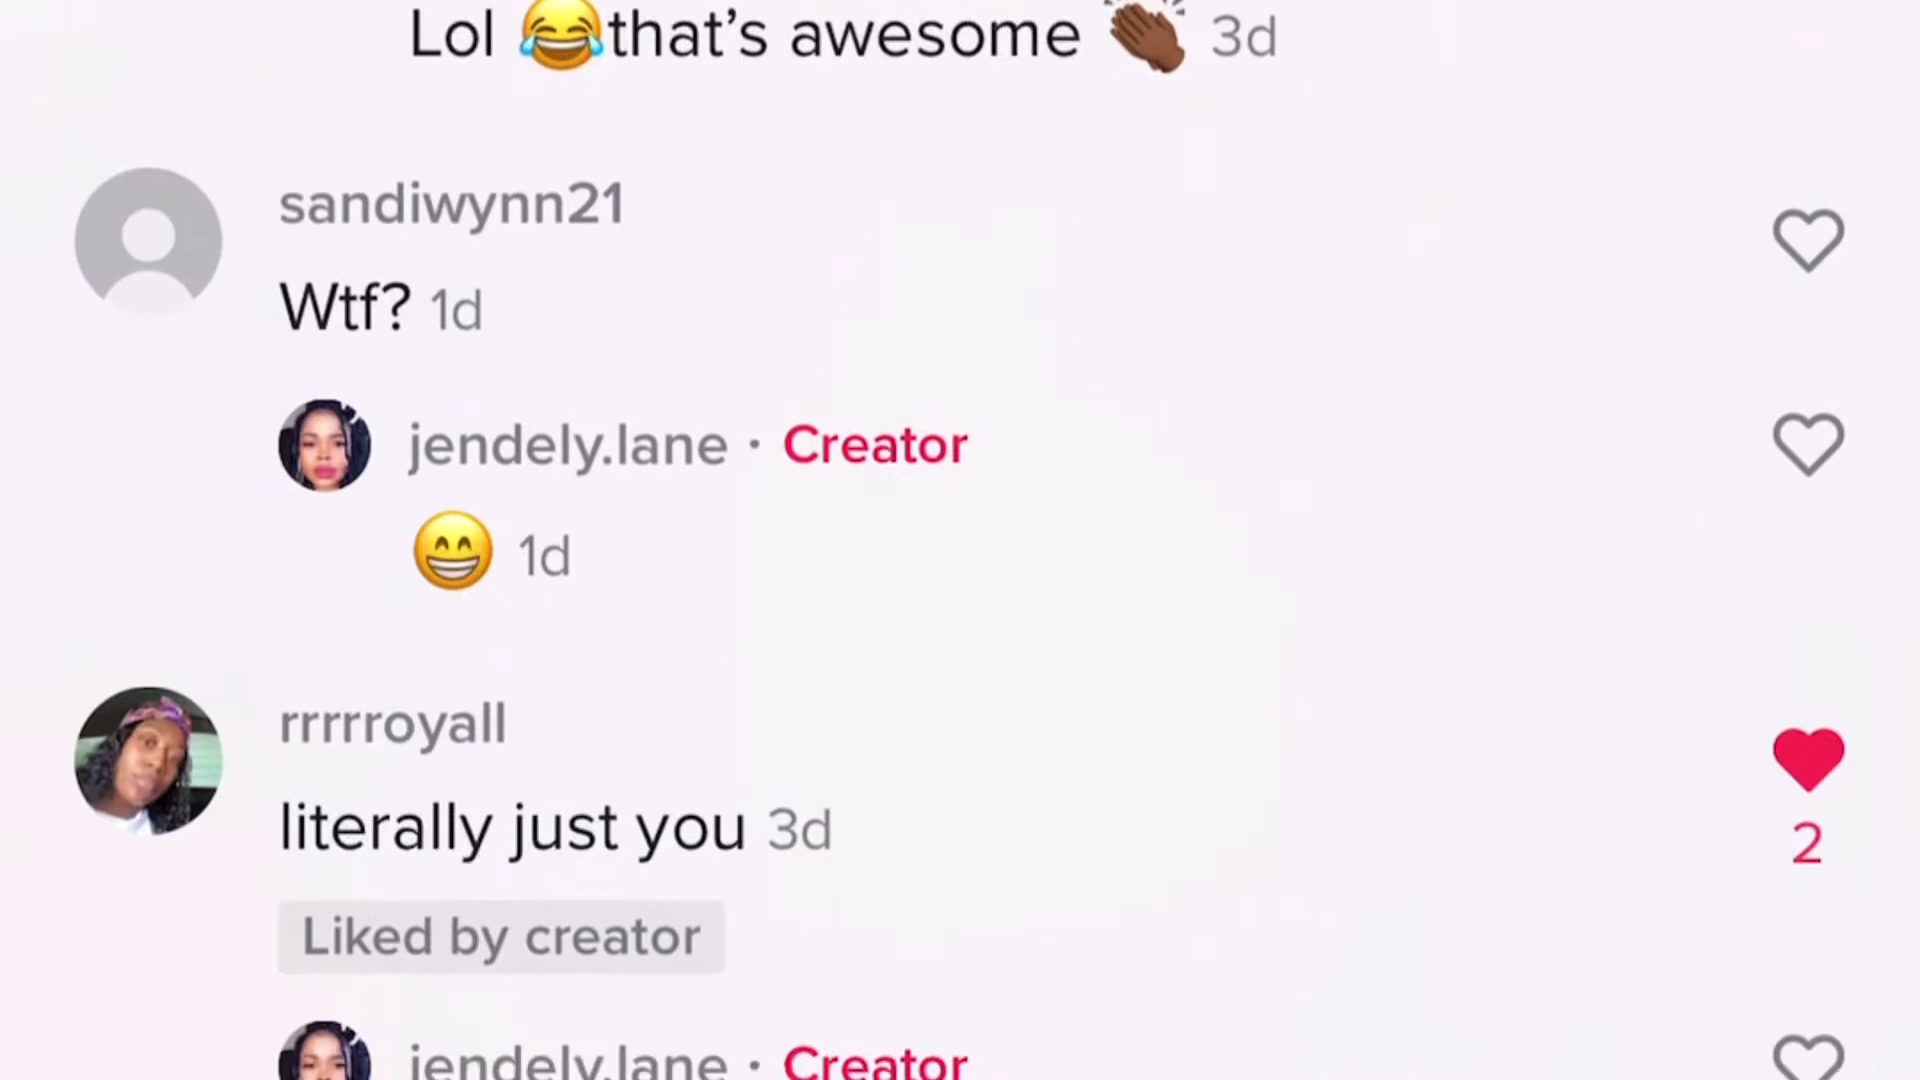 Lol 😂that's awesome 👏🏾 3d
sandiwynn21
Wtf? 1d
jendely.lane · Creator
😁 1d
rrrrroyall
literally just you 3d
2
Liked by creator
jendely.lane · Creator